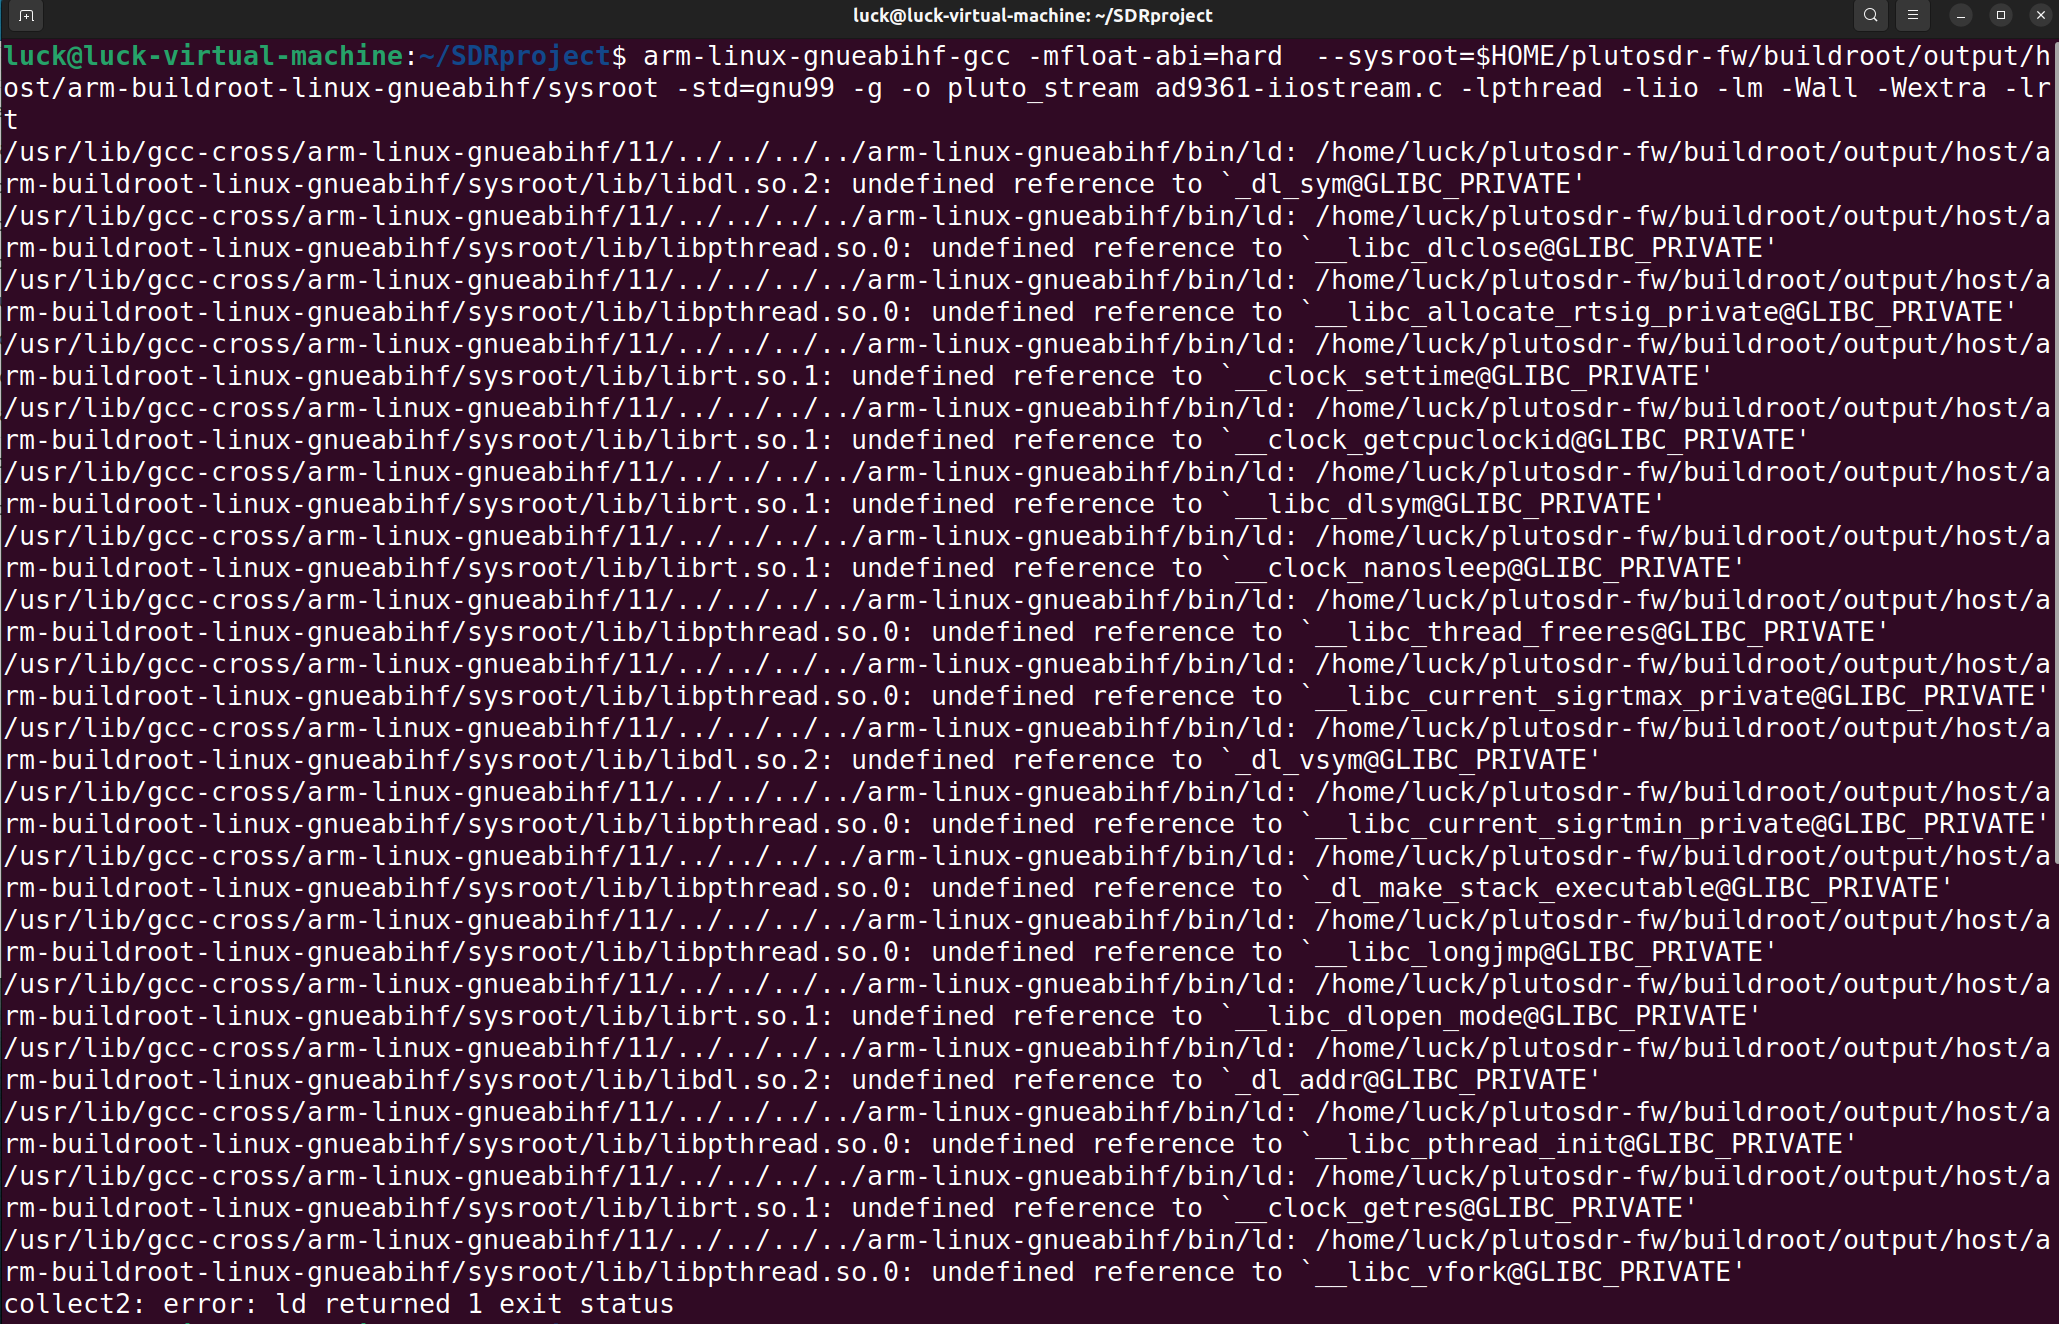 luck@luck-virtual-machine: ~/SDRproject
luck@luck-virtual-machine:~/SDRproject$ arm-linux-gnueabihf-gcc -mfloat-abi=hard  --sysroot=$HOME/plutosdr-fw/buildroot/output/h
ost/arm-buildroot-linux-gnueabihf/sysroot -std=gnu99 -g -o pluto_stream ad9361-iiostream.c -lpthread -liio -lm -Wall -Wextra -lr
t
/usr/lib/gcc-cross/arm-linux-gnueabihf/11/../../../../arm-linux-gnueabihf/bin/ld: /home/luck/plutosdr-fw/buildroot/output/host/a
rm-buildroot-linux-gnueabihf/sysroot/lib/libdl.so.2: undefined reference to `_dl_sym@GLIBC_PRIVATE'
/usr/lib/gcc-cross/arm-linux-gnueabihf/11/../../../../arm-linux-gnueabihf/bin/ld: /home/luck/plutosdr-fw/buildroot/output/host/a
rm-buildroot-linux-gnueabihf/sysroot/lib/libpthread.so.0: undefined reference to `__libc_dlclose@GLIBC_PRIVATE'
/usr/lib/gcc-cross/arm-linux-gnueabihf/11/../../../../arm-linux-gnueabihf/bin/ld: /home/luck/plutosdr-fw/buildroot/output/host/a
rm-buildroot-linux-gnueabihf/sysroot/lib/libpthread.so.0: undefined reference to `__libc_allocate_rtsig_private@GLIBC_PRIVATE'
/usr/lib/gcc-cross/arm-linux-gnueabihf/11/../../../../arm-linux-gnueabihf/bin/ld: /home/luck/plutosdr-fw/buildroot/output/host/a
rm-buildroot-linux-gnueabihf/sysroot/lib/librt.so.1: undefined reference to `__clock_settime@GLIBC_PRIVATE'
/usr/lib/gcc-cross/arm-linux-gnueabihf/11/../../../../arm-linux-gnueabihf/bin/ld: /home/luck/plutosdr-fw/buildroot/output/host/a
rm-buildroot-linux-gnueabihf/sysroot/lib/librt.so.1: undefined reference to `__clock_getcpuclockid@GLIBC_PRIVATE'
/usr/lib/gcc-cross/arm-linux-gnueabihf/11/../../../../arm-linux-gnueabihf/bin/ld: /home/luck/plutosdr-fw/buildroot/output/host/a
rm-buildroot-linux-gnueabihf/sysroot/lib/librt.so.1: undefined reference to `__libc_dlsym@GLIBC_PRIVATE'
/usr/lib/gcc-cross/arm-linux-gnueabihf/11/../../../../arm-linux-gnueabihf/bin/ld: /home/luck/plutosdr-fw/buildroot/output/host/a
rm-buildroot-linux-gnueabihf/sysroot/lib/librt.so.1: undefined reference to `__clock_nanosleep@GLIBC_PRIVATE'
/usr/lib/gcc-cross/arm-linux-gnueabihf/11/../../../../arm-linux-gnueabihf/bin/ld: /home/luck/plutosdr-fw/buildroot/output/host/a
rm-buildroot-linux-gnueabihf/sysroot/lib/libpthread.so.0: undefined reference to `__libc_thread_freeres@GLIBC_PRIVATE'
/usr/lib/gcc-cross/arm-linux-gnueabihf/11/../../../../arm-linux-gnueabihf/bin/ld: /home/luck/plutosdr-fw/buildroot/output/host/a
rm-buildroot-linux-gnueabihf/sysroot/lib/libpthread.so.0: undefined reference to `__libc_current_sigrtmax_private@GLIBC_PRIVATE'
/usr/lib/gcc-cross/arm-linux-gnueabihf/11/../../../../arm-linux-gnueabihf/bin/ld: /home/luck/plutosdr-fw/buildroot/output/host/a
rm-buildroot-linux-gnueabihf/sysroot/lib/libdl.so.2: undefined reference to `_dl_vsym@GLIBC_PRIVATE'
/usr/lib/gcc-cross/arm-linux-gnueabihf/11/../../../../arm-linux-gnueabihf/bin/ld: /home/luck/plutosdr-fw/buildroot/output/host/a
rm-buildroot-linux-gnueabihf/sysroot/lib/libpthread.so.0: undefined reference to `__libc_current_sigrtmin_private@GLIBC_PRIVATE'
/usr/lib/gcc-cross/arm-linux-gnueabihf/11/../../../../arm-linux-gnueabihf/bin/ld: /home/luck/plutosdr-fw/buildroot/output/host/a
rm-buildroot-linux-gnueabihf/sysroot/lib/libpthread.so.0: undefined reference to `_dl_make_stack_executable@GLIBC_PRIVATE'
/usr/lib/gcc-cross/arm-linux-gnueabihf/11/../../../../arm-linux-gnueabihf/bin/ld: /home/luck/plutosdr-fw/buildroot/output/host/a
rm-buildroot-linux-gnueabihf/sysroot/lib/libpthread.so.0: undefined reference to `__libc_longjmp@GLIBC_PRIVATE'
/usr/lib/gcc-cross/arm-linux-gnueabihf/11/../../../../arm-linux-gnueabihf/bin/ld: /home/luck/plutosdr-fw/buildroot/output/host/a
rm-buildroot-linux-gnueabihf/sysroot/lib/librt.so.1: undefined reference to `__libc_dlopen_mode@GLIBC_PRIVATE'
/usr/lib/gcc-cross/arm-linux-gnueabihf/11/../../../../arm-linux-gnueabihf/bin/ld: /home/luck/plutosdr-fw/buildroot/output/host/a
rm-buildroot-linux-gnueabihf/sysroot/lib/libdl.so.2: undefined reference to `_dl_addr@GLIBC_PRIVATE'
/usr/lib/gcc-cross/arm-linux-gnueabihf/11/../../../../arm-linux-gnueabihf/bin/ld: /home/luck/plutosdr-fw/buildroot/output/host/a
rm-buildroot-linux-gnueabihf/sysroot/lib/libpthread.so.0: undefined reference to `__libc_pthread_init@GLIBC_PRIVATE'
/usr/lib/gcc-cross/arm-linux-gnueabihf/11/../../../../arm-linux-gnueabihf/bin/ld: /home/luck/plutosdr-fw/buildroot/output/host/a
rm-buildroot-linux-gnueabihf/sysroot/lib/librt.so.1: undefined reference to `__clock_getres@GLIBC_PRIVATE'
/usr/lib/gcc-cross/arm-linux-gnueabihf/11/../../../../arm-linux-gnueabihf/bin/ld: /home/luck/plutosdr-fw/buildroot/output/host/a
rm-buildroot-linux-gnueabihf/sysroot/lib/libpthread.so.0: undefined reference to `__libc_vfork@GLIBC_PRIVATE'
collect2: error: ld returned 1 exit status